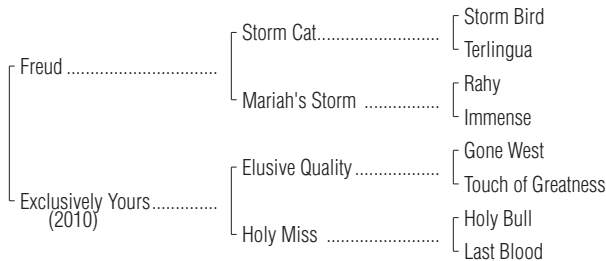 Storm Bird
Storm Cat..........................
Terlingua
Freud ................................
Rahy
Mariah's Storm ................
Immense
Gone West
Elusive Quality..................
Touch of Greatness
Exclusively Yours..............
(2010)
Holy Bull
Holy Miss ........................
Last Blood